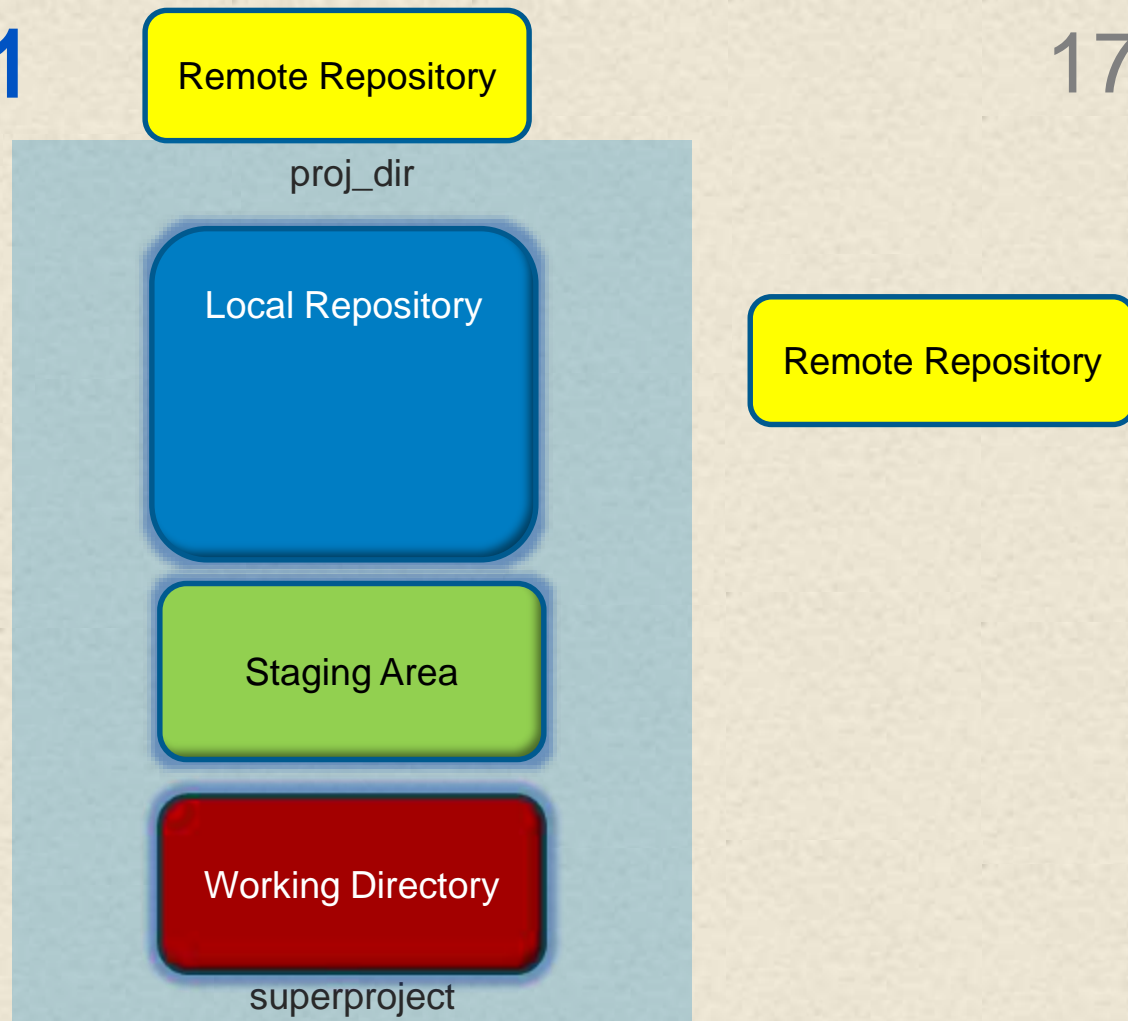 1
17
Remote Repository
proj_dir
Local Repository
Remote Repository
Staging Area
Working Directory
superproject